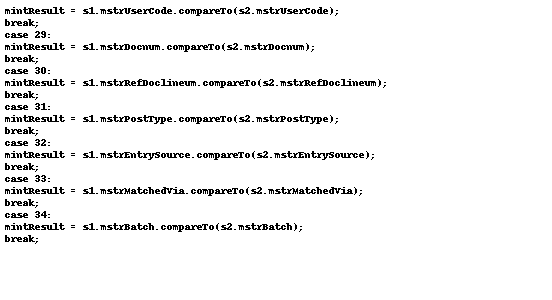 mintResult = s1.mstrUserCode.compareTo(s2.mstrUserCode);
break;
case 29:
mintResult = s1.mstrDocnum.compareTo(s2.mstrDocnum);
break;
case 30:
mintResult = s1.mstrRefDoclineum.compareTo(s2.mstrRefDoclineum);
break;
case 31:
mintResult = s1.mstrPostType.compareTo(s2.mstrPostType);
break;
case 32:
mintResult = s1.mstrEntrySource.compareTo(s2.mstrEntrySource);
break;
case 33:
mintResult = s1.mstrMatchedVia.compareTo(s2.mstrMatchedVia);
break;
case 34:
mintResult = s1.mstrBatch.compareTo(s2.mstrBatch);
break;